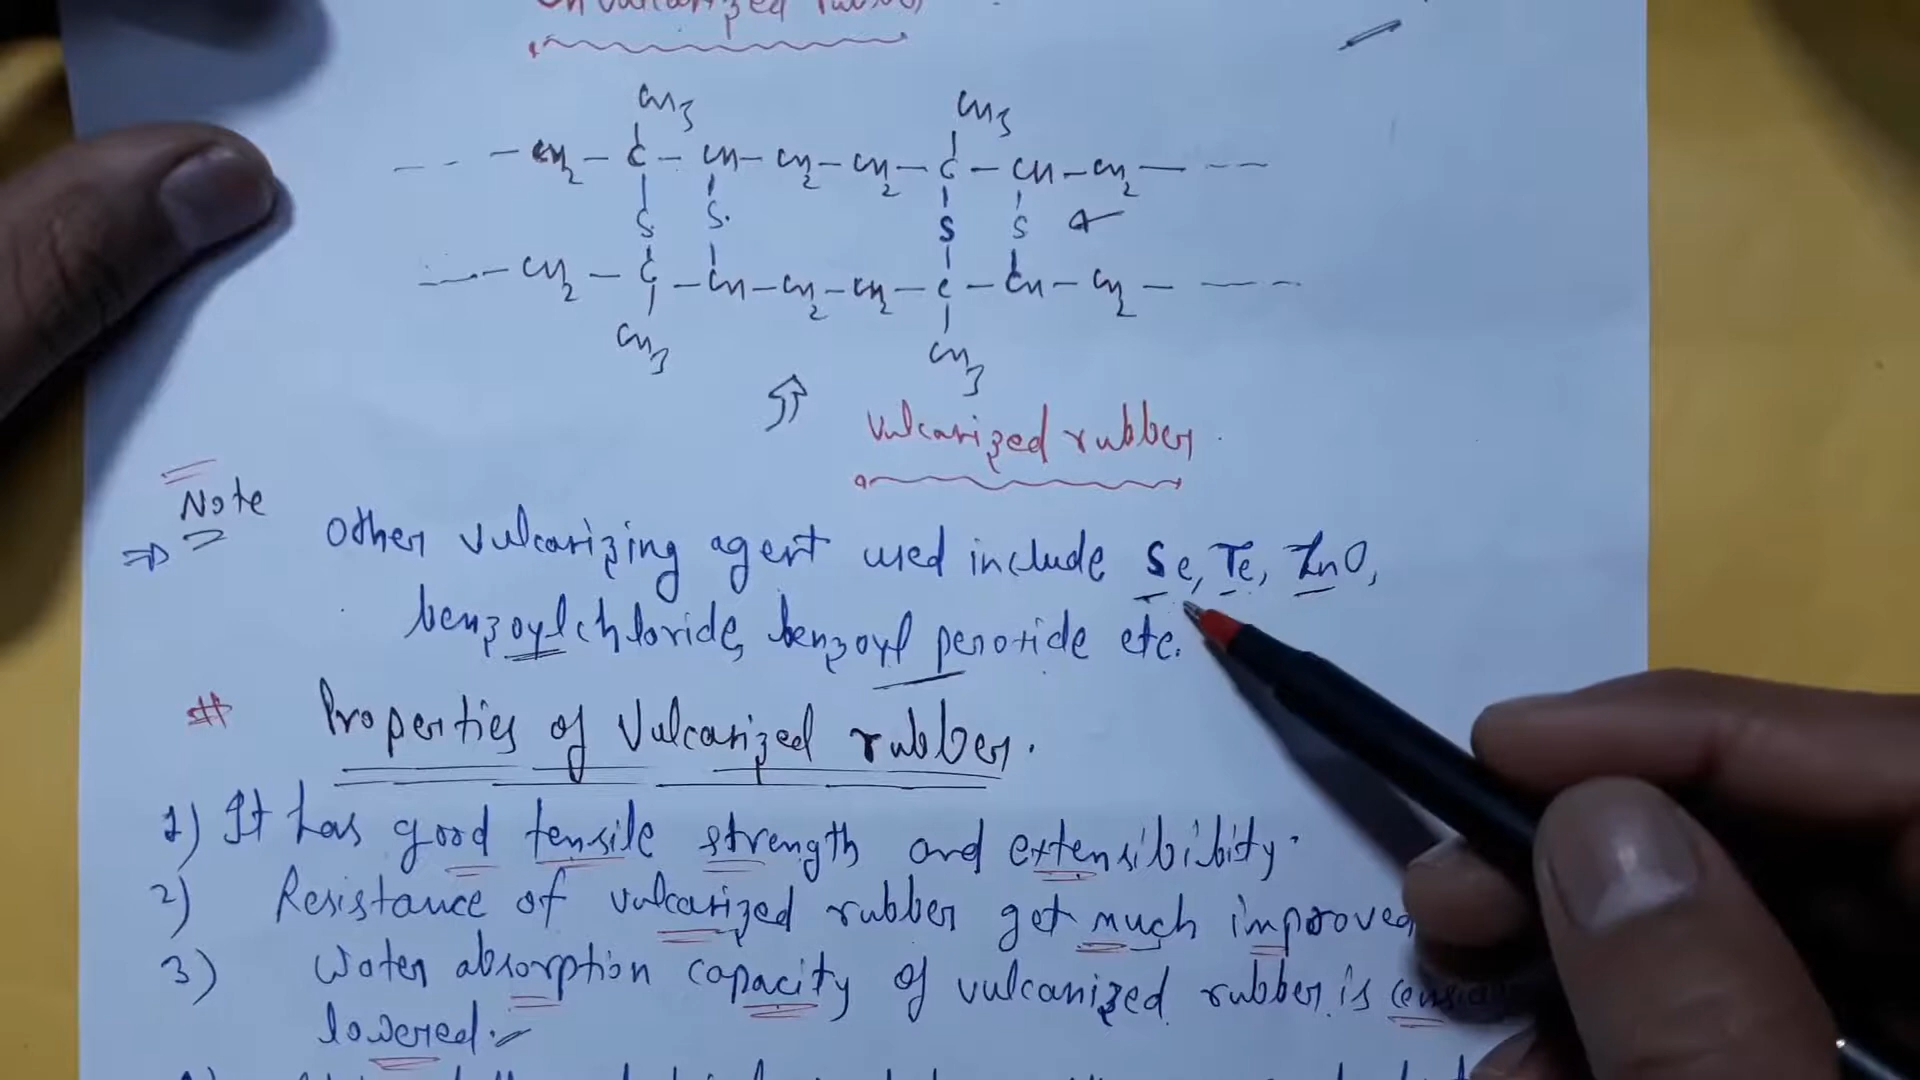 Unvulcanized rubber
CH3 CH3
--- - CH2 - C - CH - CH2 - CH2 - C - CH - CH2 - ---
S S. S S
--- - CH2 - C - CH - CH2 - CH2 - C - CH - CH2 - ---
CH3 CH3
Vulcanized rubber.
Note
⇒ Other vulcanizing agent used include Se, Te, ZnO,
benzoylchloride, benzoyl peroxide etc.
# Properties of Vulcanized rubber.
1) It has good tensile strength and extensibibity.
2) Resistance of vulcanized rubber get much improved
3) Water absorption capacity of vulcanized rubber is
lowered.